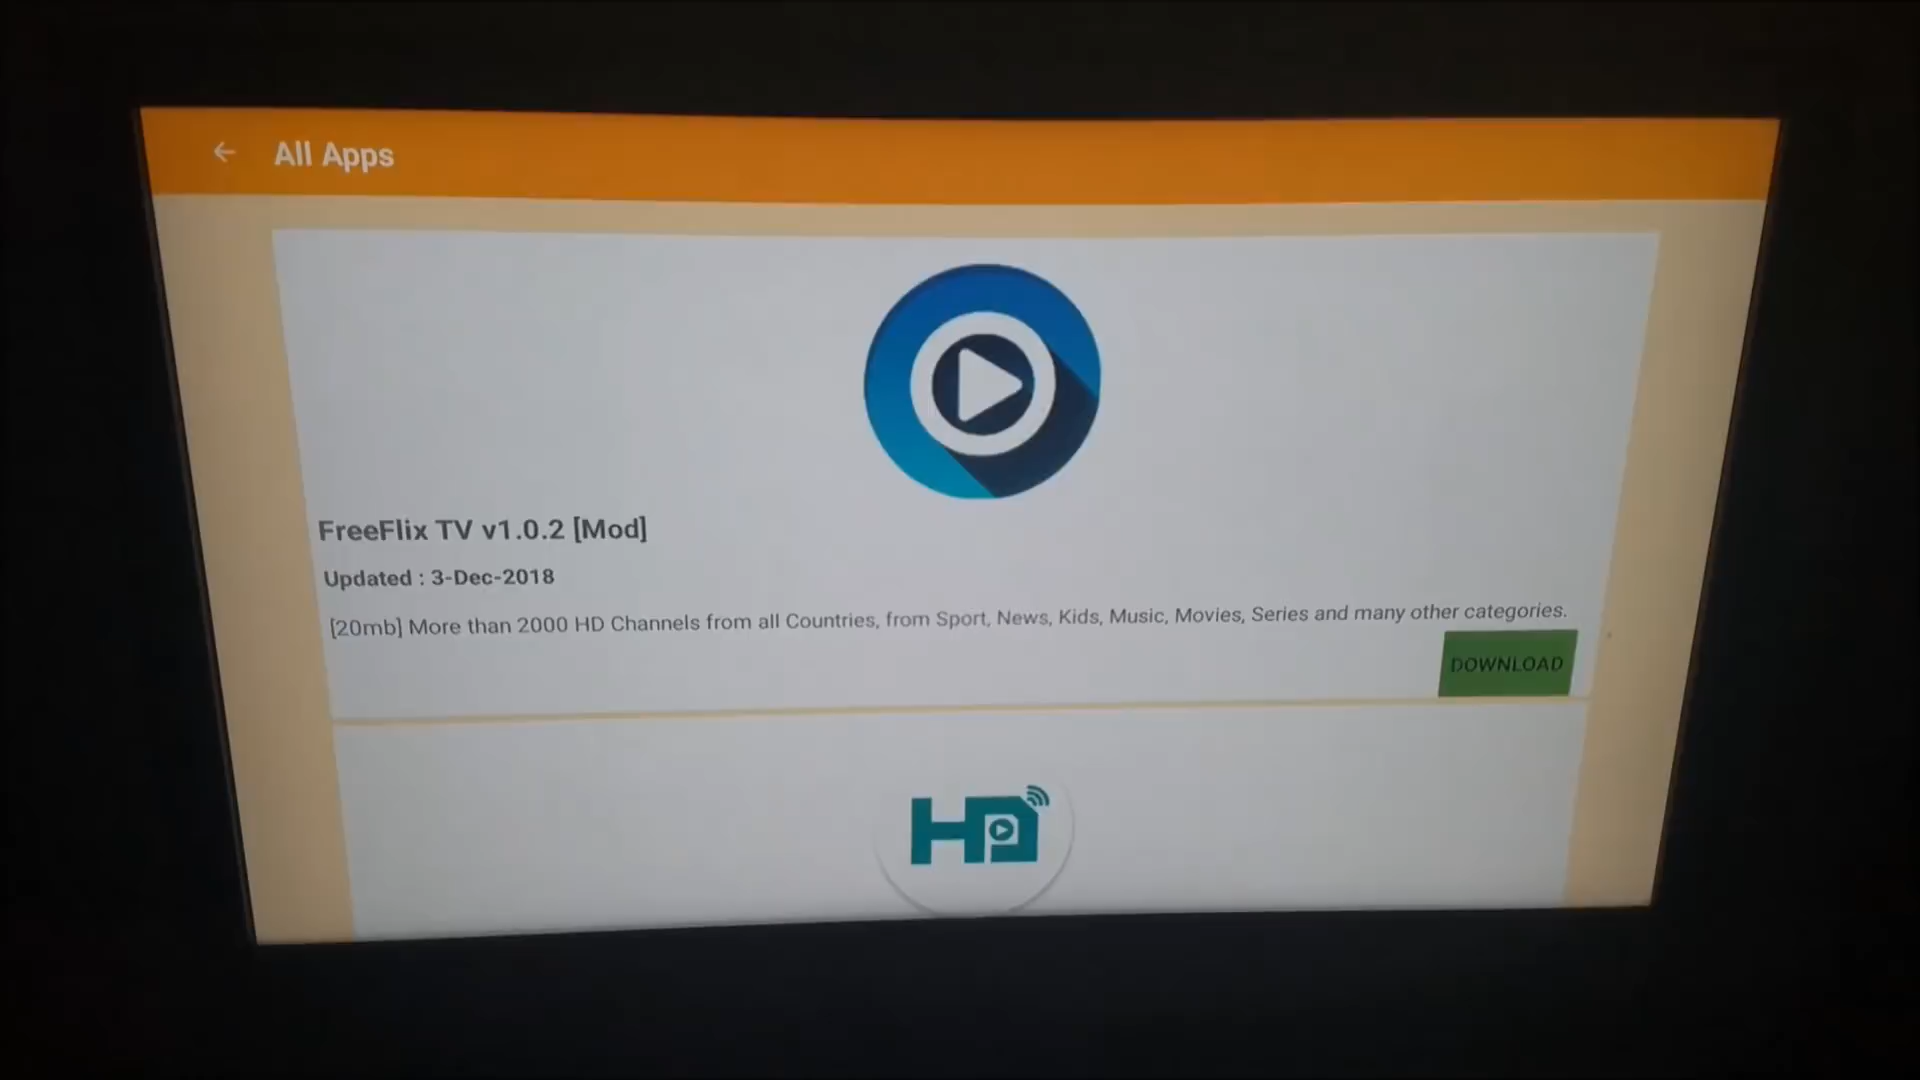 All Apps
FreeFlix TV v1.0.2 [Mod]
Updated : 3-Dec-2018
[20mb] More than 2000 HD Channels from all Countries, from Sport, News, Kids, Music, Movies, Series and many other categories.
DOWNLOAD
HD